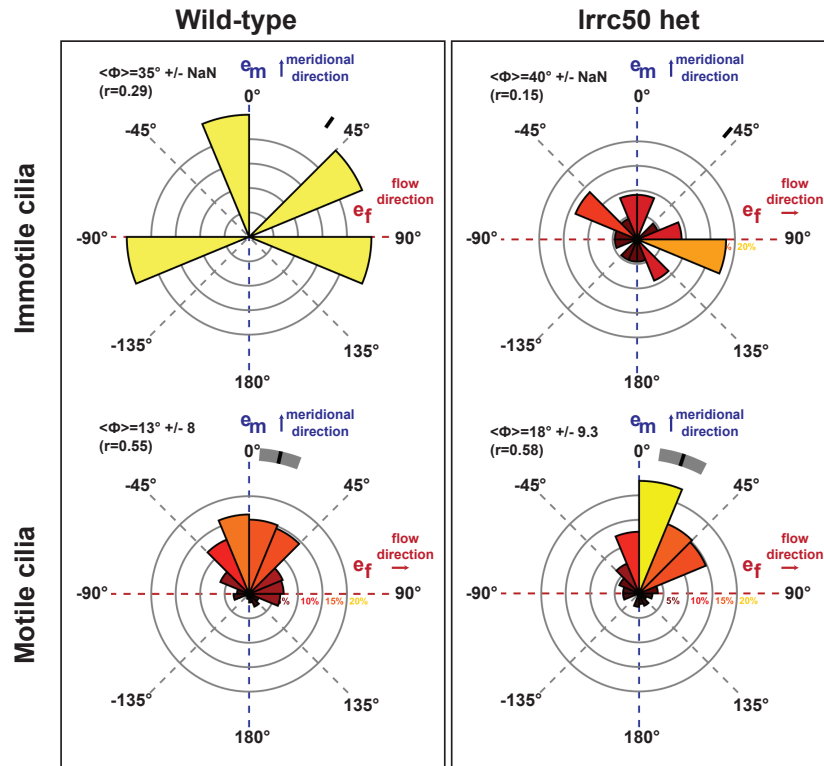 Wild-type
lrrc50 het
Immotile cilia
<Φ>=35° +/- NaN
(r=0.29)
em
meridional
direction
0°
-45°
45°
flow
direction
ef
-90°
90°
-135°
135°
180°
<Φ>=40° +/- NaN
(r=0.15)
em
meridional
direction
0°
-45°
45°
flow
direction
ef
-90°
20%
90°
-135°
135°
180°
Motile cilia
<Φ>=13° +/- 8
(r=0.55)
em
meridional
direction
0°
-45°
45°
flow
direction
ef
-90°
% 10% 15% 20%
90°
-135°
135°
180°
<Φ>=18° +/- 9.3
(r=0.58)
em
meridional
direction
0°
-45°
45°
flow
direction
ef
-90°
5% 10% 15% 20%
90°
-135°
135°
180°